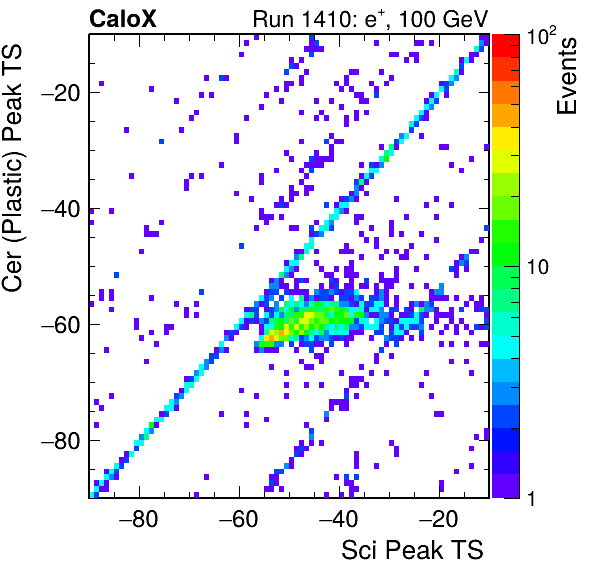 CaloX
Run 1410: e⁺, 100 GeV
10²
10
1
Events
Cer (Plastic) Peak TS
−20
−40
−60
−80
−80
−60
−40
−20
Sci Peak TS